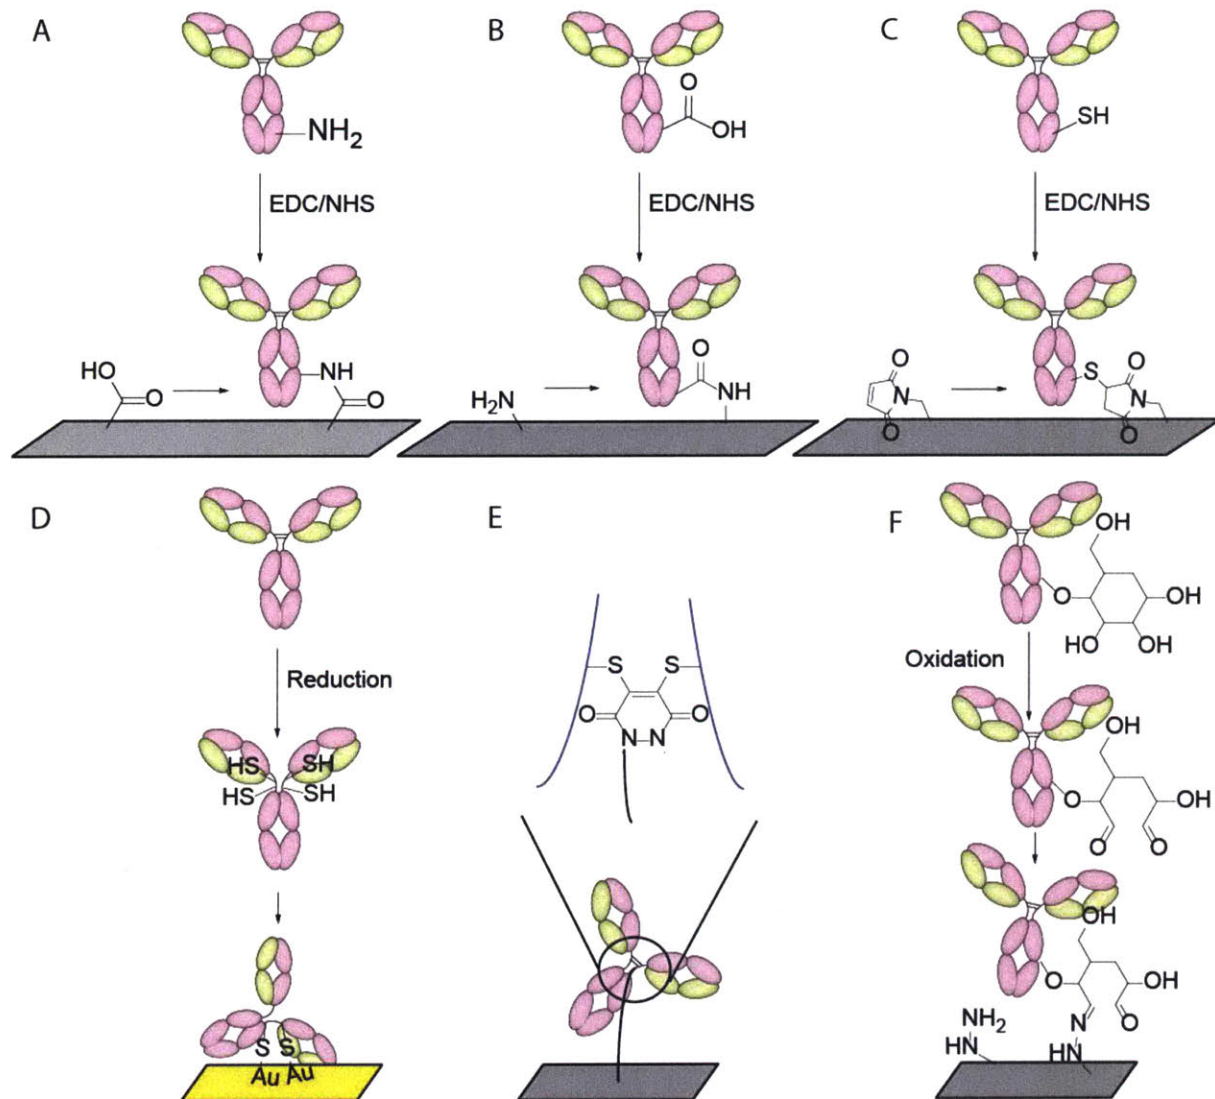 A
B
C
NH₂
O
OH
SH
EDC/NHS
EDC/NHS
EDC/NHS
HO
O
NH
O
H₂N
O
NH
O
N
O
S
O
N
O
D
E
F
OH
O
OH
HO
OH
Reduction
S
S
O
O
N
N
Oxidation
OH
HS
SH
HS
SH
O
OH
O
O
OH
O
OH
NH₂
HN
N
O
HN
S
S
Au
Au